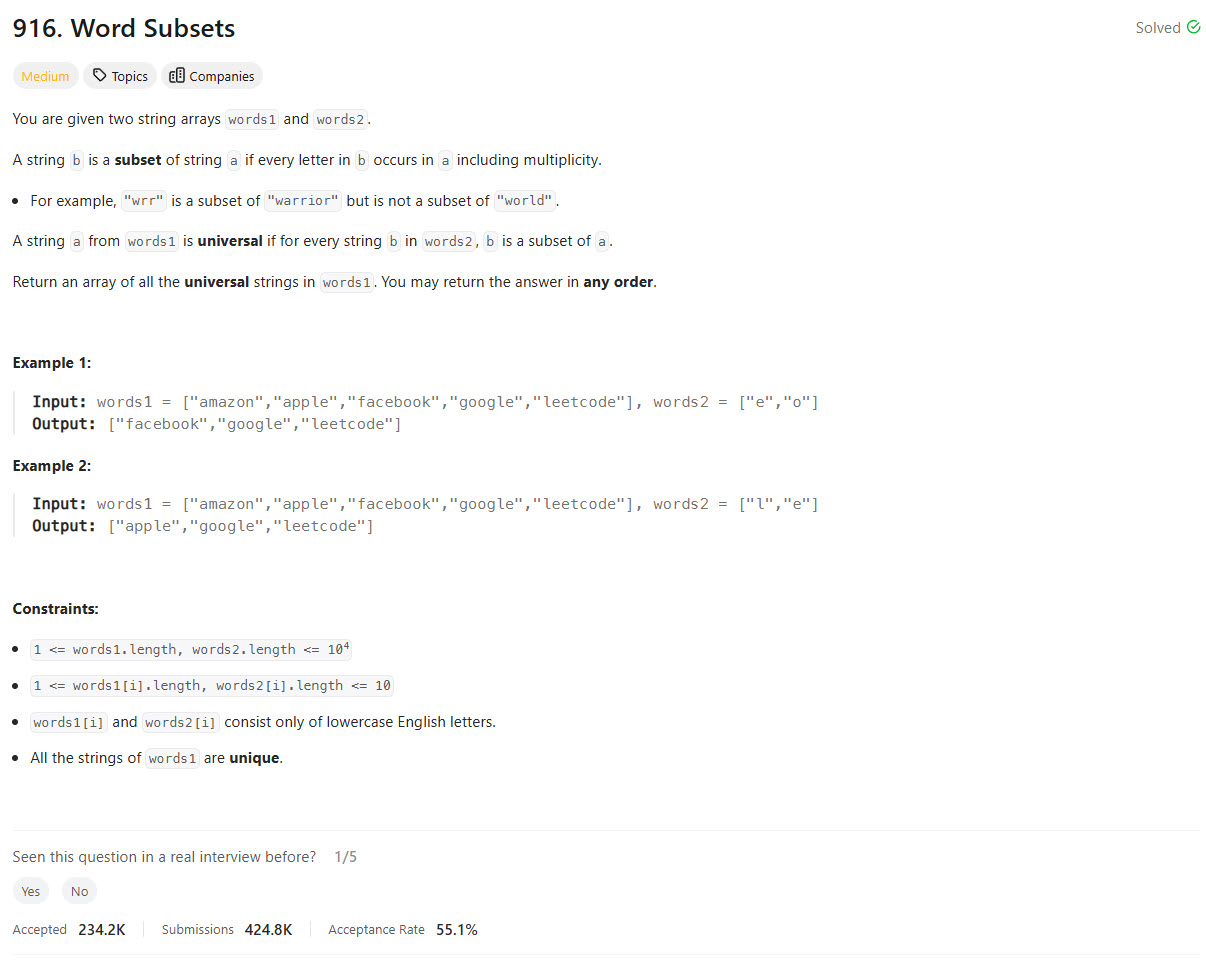 916. Word Subsets
Solved
Medium Topics Companies
You are given two string arrays words1 and words2.
A string b is a subset of string a if every letter in b occurs in a including multiplicity.
• For example, "wrr" is a subset of "warrior" but is not a subset of "world".
A string a from words1 is universal if for every string b in words2, b is a subset of a.
Return an array of all the universal strings in words1. You may return the answer in any order.
Example 1:
Input: words1 = ["amazon","apple","facebook","google","leetcode"], words2 = ["e","o"]
Output: ["facebook","google","leetcode"]
Example 2:
Input: words1 = ["amazon","apple","facebook","google","leetcode"], words2 = ["l","e"]
Output: ["apple","google","leetcode"]
Constraints:
• 1 <= words1.length, words2.length <= 10⁴
• 1 <= words1[i].length, words2[i].length <= 10
• words1[i] and words2[i] consist only of lowercase English letters.
• All the strings of words1 are unique.
Seen this question in a real interview before? 1/5
Yes No
Accepted 234.2K Submissions 424.8K Acceptance Rate 55.1%